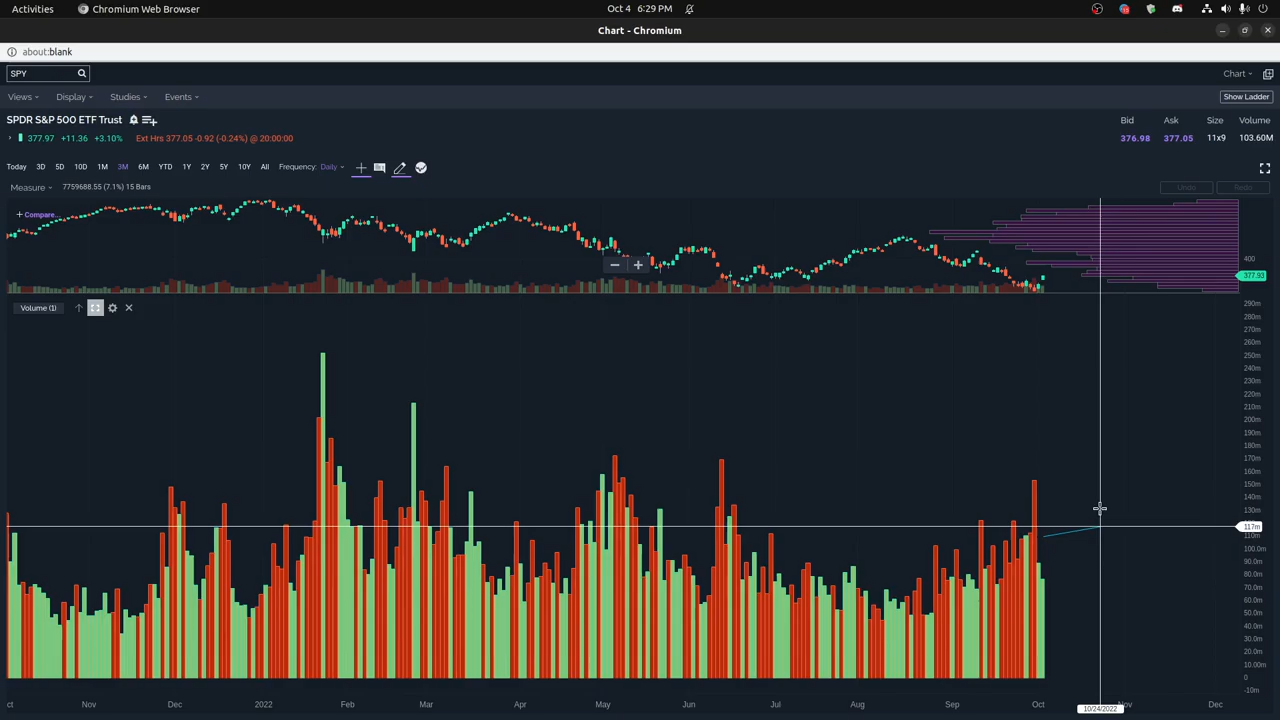 Activities Chromium Web Browser Oct 4 6:29 PM
Chart - Chromium
about:blank
SPY Chart
Views Display Studies Events Show Ladder
SPDR S&P 500 ETF Trust Bid Ask Size Volume
377.97 +11.36 +3.10% Ext Hrs 377.05 -0.92 (-0.24%) @ 20:00:00 376.98 377.05 11x9 103.60M
Today 3D 5D 10D 1M 3M 6M YTD 1Y 2Y 5Y 10Y All Frequency: Daily
Measure 7759688.55 (7.1%) 15 Bars Undo Redo
+ Compare...
400
377.93
Volume (1)
290m
280m
270m
260m
250m
240m
230m
220m
210m
200m
190m
180m
170m
160m
150m
140m
130m
117m
110m
100.0m
90.0m
80.0m
70.0m
60.0m
50.0m
40.0m
30.0m
20.0m
10.00m
0
-10m
ct Nov Dec 2022 Feb Mar Apr May Jun Jul Aug Sep Oct Nov Dec
10/24/2022